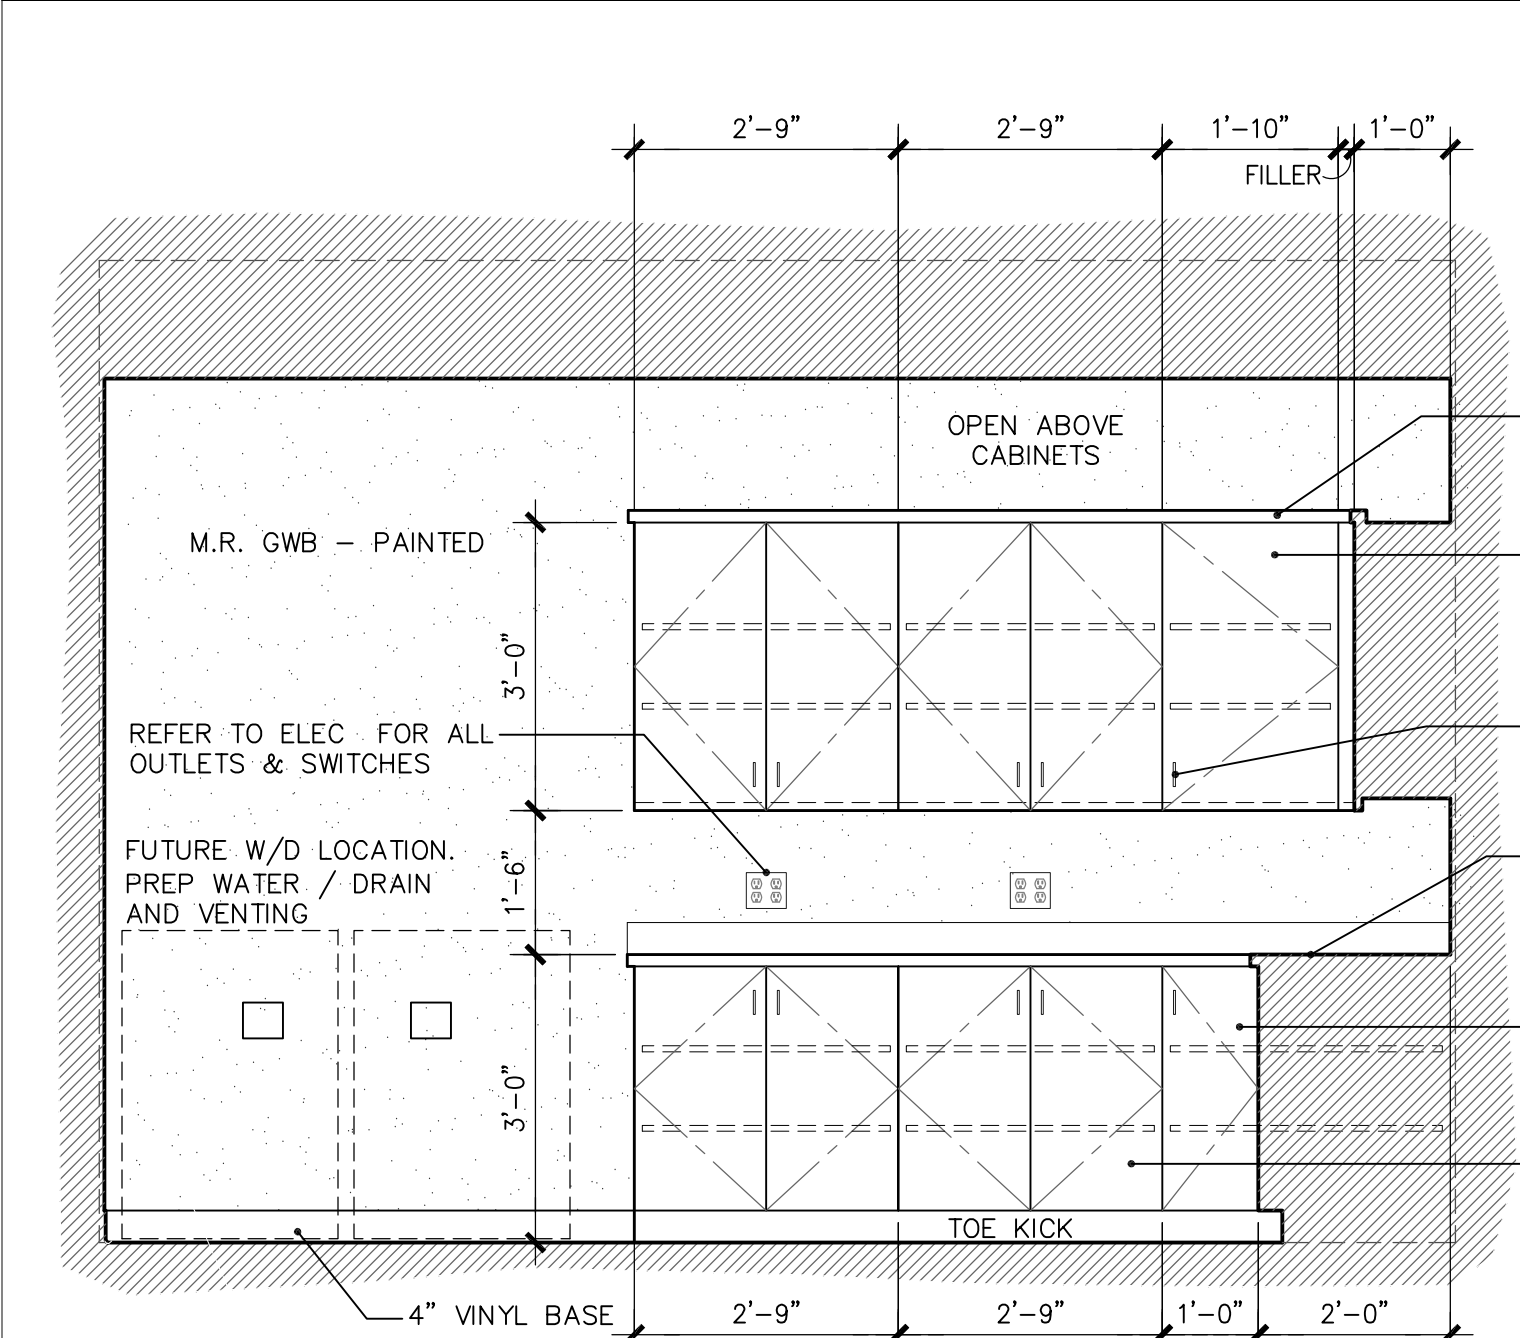 2'-9" 2'-9" 1'-10" 1'-0"
FILLER
OPEN ABOVE
CABINETS
M.R. GWB - PAINTED
3'-0"
REFER TO ELEC FOR ALL
OUTLETS & SWITCHES
FUTURE W/D LOCATION.
PREP WATER / DRAIN
AND VENTING
1'-6"
3'-0"
TOE KICK
4" VINYL BASE
2'-9" 2'-9" 1'-0" 2'-0"